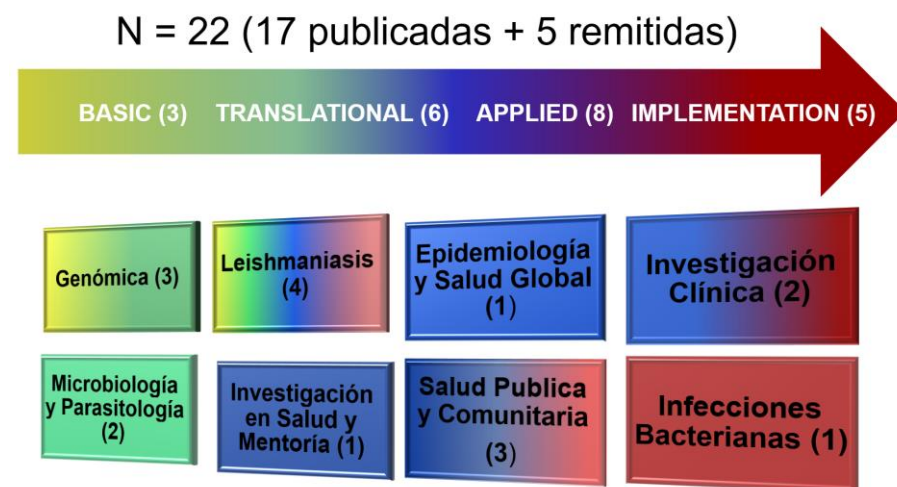 N = 22 (17 publicadas + 5 remitidas)
BASIC (3) TRANSLATIONAL (6) APPLIED (8) IMPLEMENTATION (5)
Genómica (3)
Leishmaniasis
(4)
Epidemiología
y Salud Global
(1)
Investigación
Clínica (2)
Microbiología
y Parasitología
(2)
Investigación
en Salud y
Mentoría (1)
Salud Publica
y Comunitaria
(3)
Infecciones
Bacterianas (1)